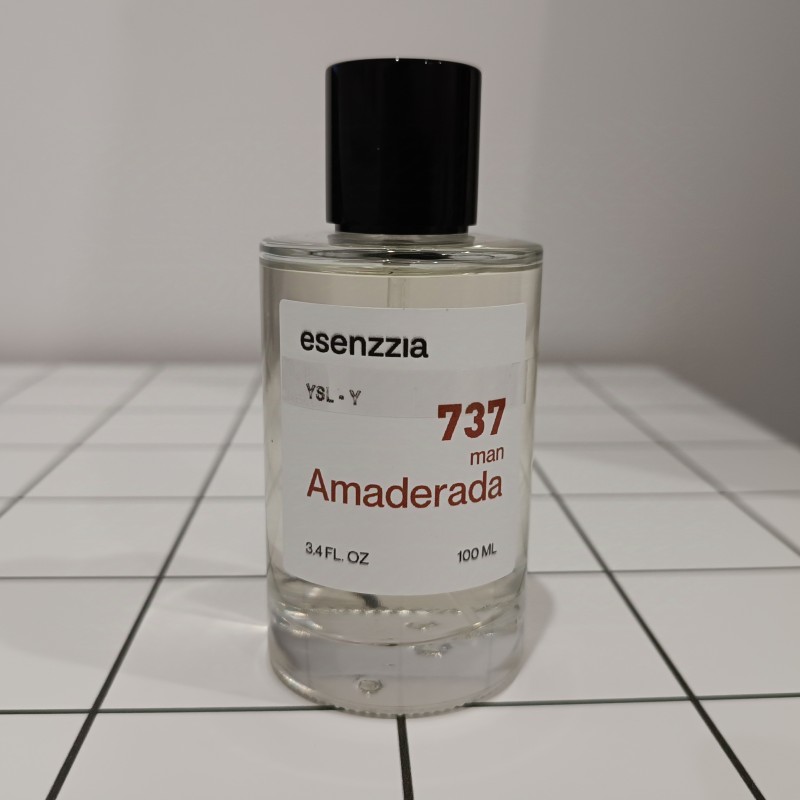 esenzzia
YSL - Y
737
man
Amaderada
3.4 FL. OZ 100 ML